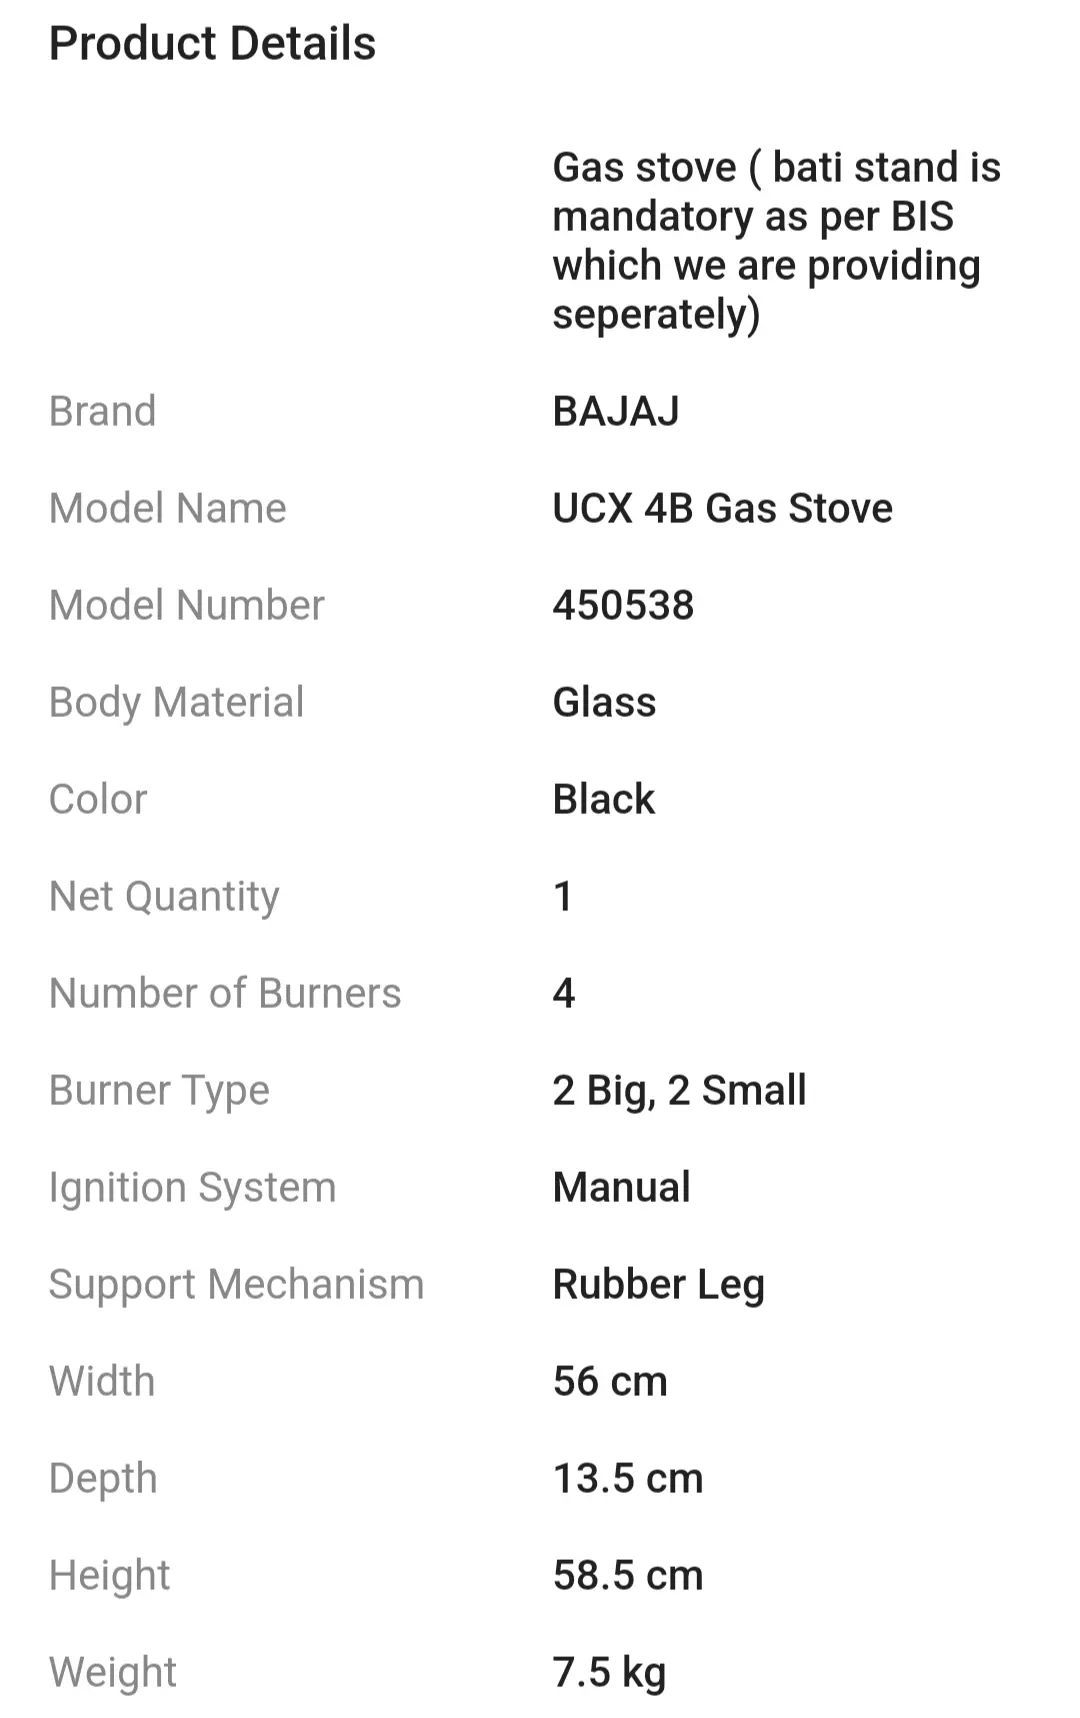 Product Details
Gas stove ( bati stand is
mandatory as per BIS
which we are providing
seperately)
Brand BAJAJ
Model Name UCX 4B Gas Stove
Model Number 450538
Body Material Glass
Color Black
Net Quantity 1
Number of Burners 4
Burner Type 2 Big, 2 Small
Ignition System Manual
Support Mechanism Rubber Leg
Width 56 cm
Depth 13.5 cm
Height 58.5 cm
Weight 7.5 kg